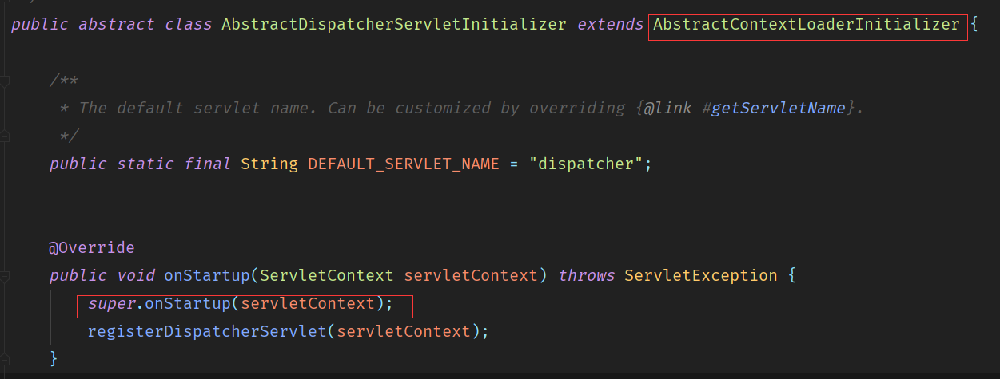 public abstract class AbstractDispatcherServletInitializer extends AbstractContextLoaderInitializer {
/**
* The default servlet name. Can be customized by overriding {@link #getServletName}.
*/
public static final String DEFAULT_SERVLET_NAME = "dispatcher";
@Override
public void onStartup(ServletContext servletContext) throws ServletException {
super.onStartup(servletContext);
registerDispatcherServlet(servletContext);
}